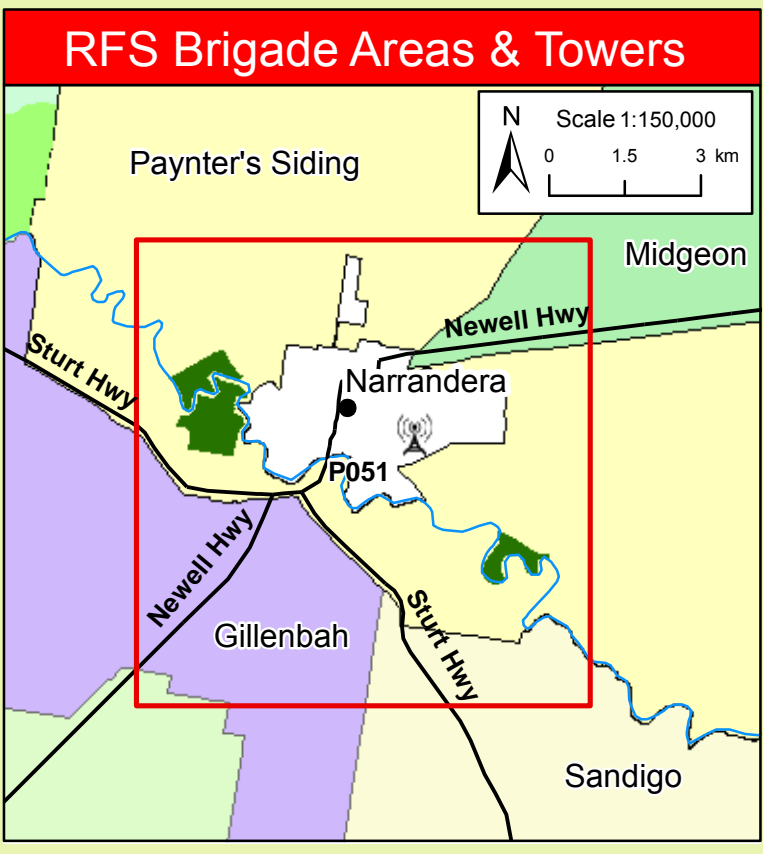 RFS Brigade Areas & Towers
N
Scale 1:150,000
0 1.5 3 km
Paynter's Siding
Midgeon
Newell Hwy
Sturt Hwy
Narrandera
P051
Newell Hwy
Gillenbah
Sturt Hwy
Sandigo